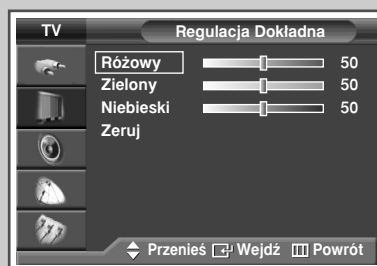 TV Regulacja Dokładna
Różowy 50
Zielony 50
Niebieski 50
Zeruj
Przenieś Wejdź Powrót